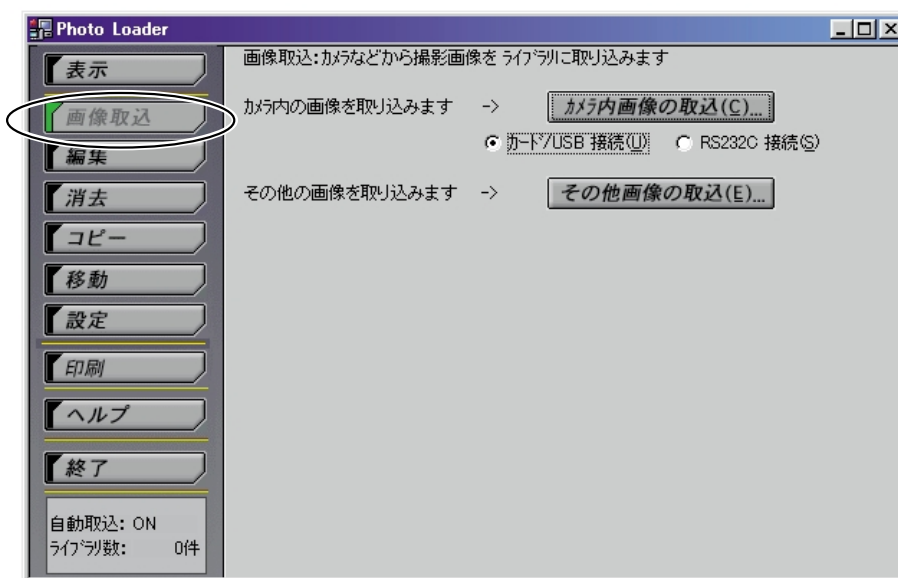 Photo Loader
表示
画像取込
編集
消去
コピー
移動
設定
印刷
ヘルプ
終了
自動取込: ON
ﾗｲﾌﾞﾗﾘ数: 0件
画像取込:ｶﾒﾗなどから撮影画像を ﾗｲﾌﾞﾗﾘに取り込みます
ｶﾒﾗ内の画像を取り込みます -> ｶﾒﾗ内画像の取込(C)...
ｶｰﾄﾞ/USB 接続(U) RS232C 接続(S)
その他の画像を取り込みます -> その他画像の取込(E)...